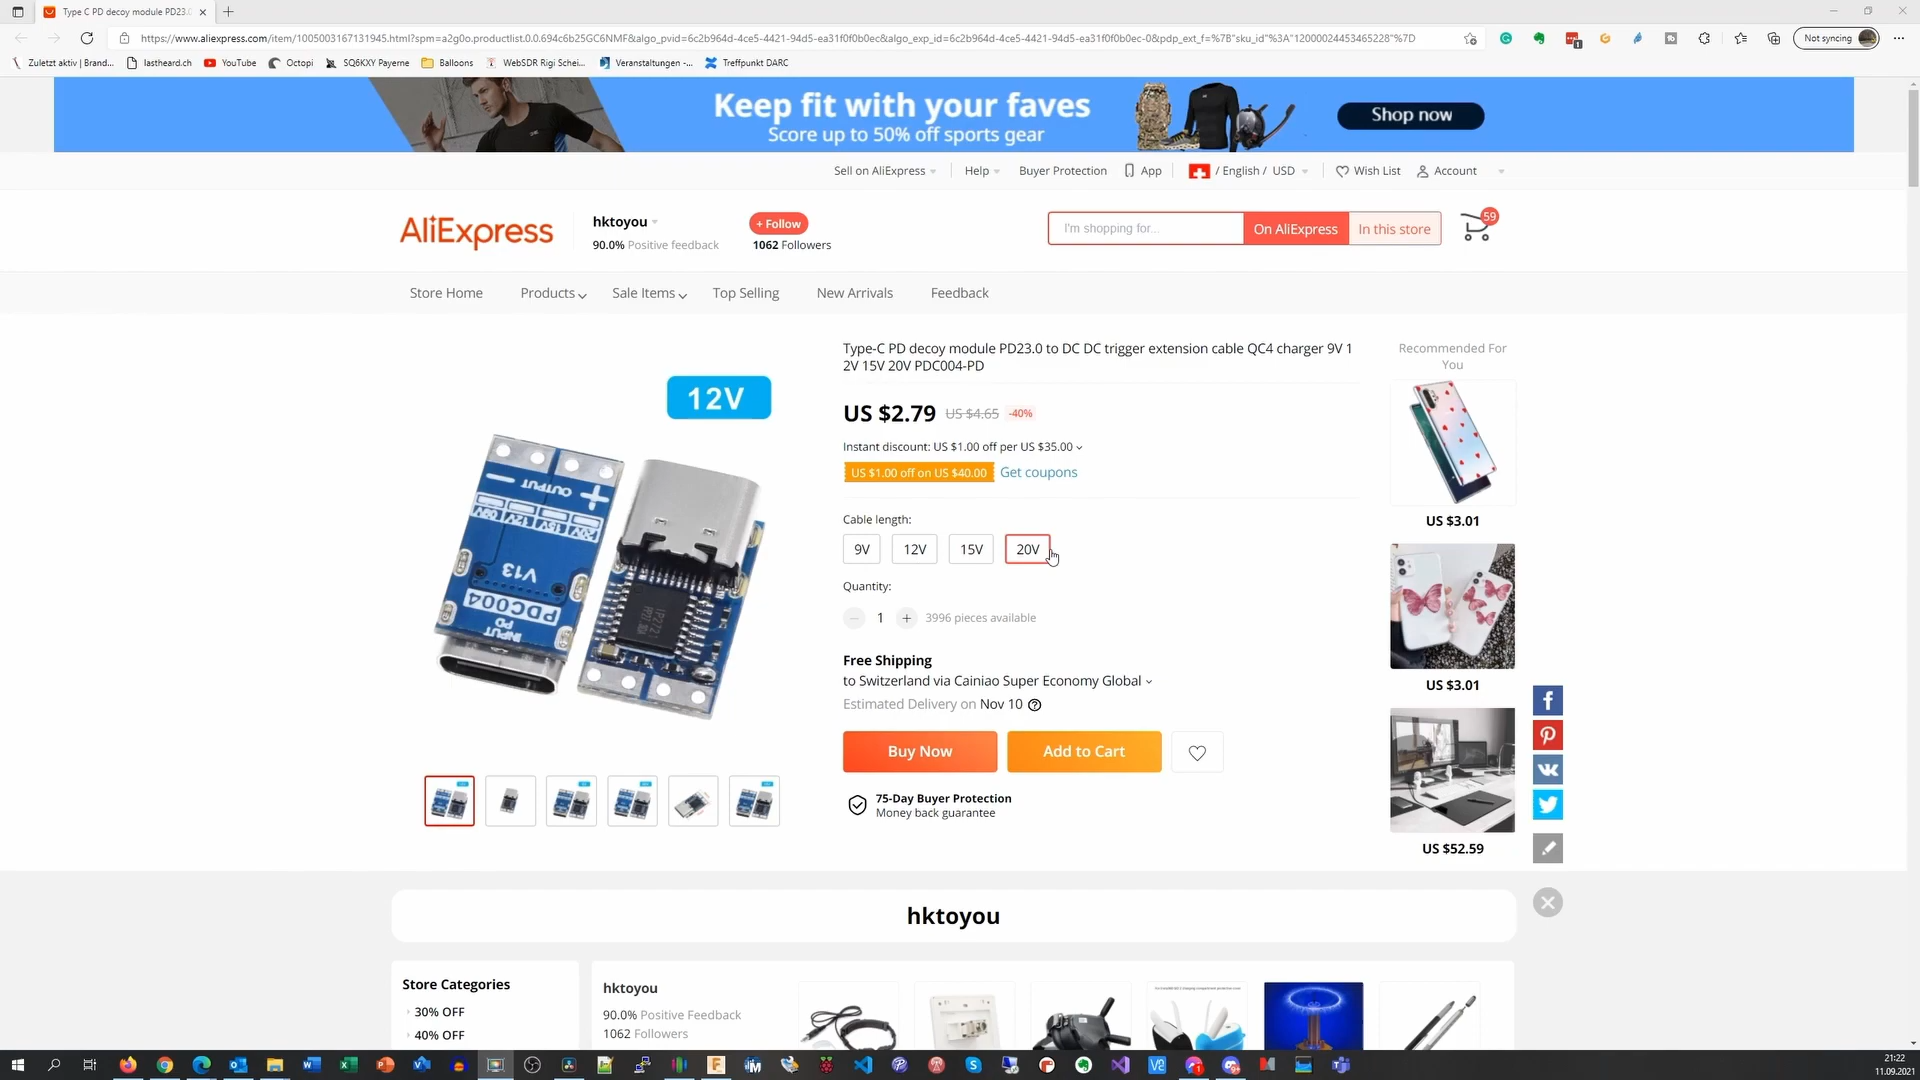 Type C PD decoy module PD23.0
https://www.aliexpress.com/item/1005003167131945.html?spm=a2g0o.productlist.0.0.694c6b25GC6NMF&algo_pvid=6c2b964d-4ce5-4421-94d5-ea31f0f0b0ec&algo_exp_id=6c2b964d-4ce5-4421-94d5-ea31f0f0b0ec-0&pdp_ext_f=%7B"sku_id"%3A"12000024453465228"%7D
Not syncing
Zuletzt aktiv | Brand...
lastheard.ch
YouTube
Octopi
SQ6KXY Payerne
Balloons
WebSDR Rigi Schei...
Veranstaltungen -...
Treffpunkt DARC
Keep fit with your faves
Score up to 50% off sports gear
Shop now
Sell on AliExpress
Help
Buyer Protection
App
/ English / USD
Wish List
Account
AliExpress
hktoyou
90.0% Positive feedback
+ Follow
1062 Followers
I'm shopping for...
On AliExpress
In this store
59
Store Home
Products
Sale Items
Top Selling
New Arrivals
Feedback
12V
OUTPUT
09V
12V
15V
20V
V13
PDC004
INPUT
PD
IP2721
Type-C PD decoy module PD23.0 to DC DC trigger extension cable QC4 charger 9V 1
2V 15V 20V PDC004-PD
US $2.79 US $4.65 -40%
Instant discount: US $1.00 off per US $35.00
US $1.00 off on US $40.00 Get coupons
Cable length:
9V
12V
15V
20V
Quantity:
1
3996 pieces available
Free Shipping
to Switzerland via Cainiao Super Economy Global
Estimated Delivery on Nov 10
Buy Now
Add to Cart
75-Day Buyer Protection
Money back guarantee
Recommended For
You
US $3.01
US $3.01
US $52.59
hktoyou
Store Categories
30% OFF
40% OFF
hktoyou
90.0% Positive Feedback
1062 Followers
21:22
11.09.2021